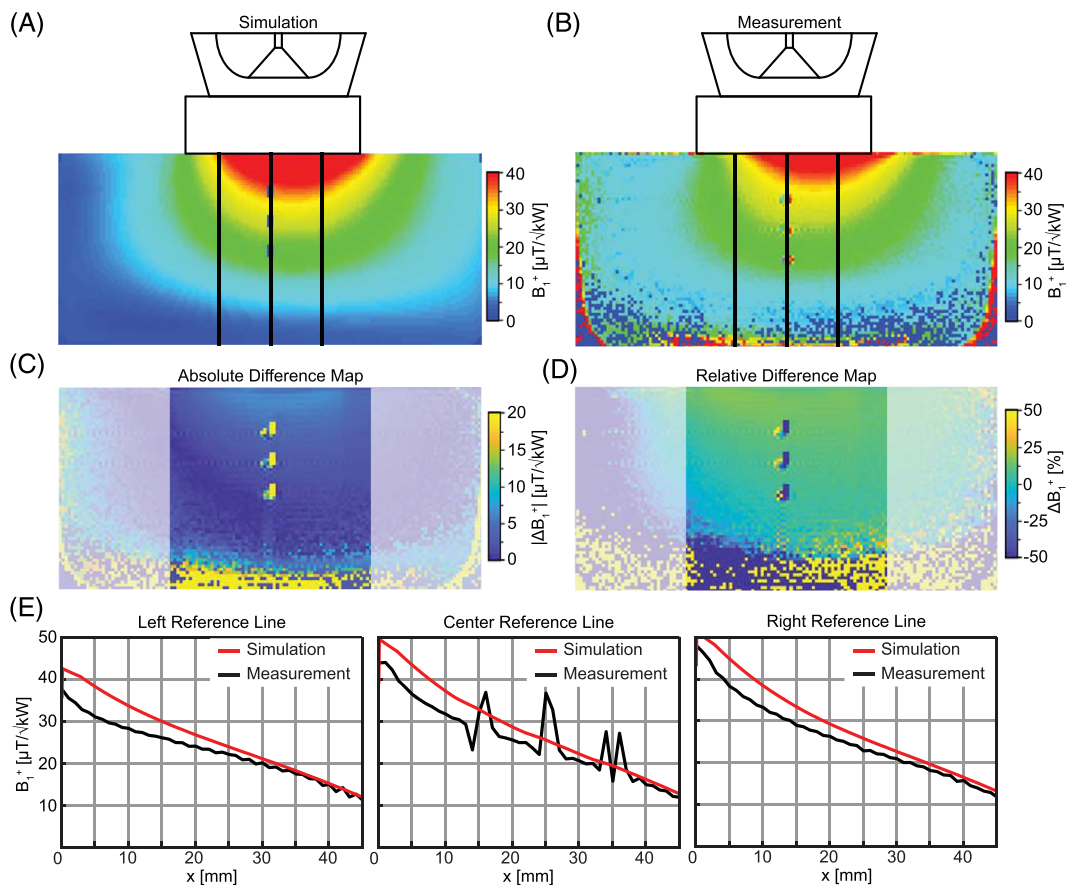 (A)
Simulation
40
30
20
10
0
B₁⁺ [µT/√kW]
(B)
Measurement
40
30
20
10
0
B₁⁺ [µT/√kW]
(C)
Absolute Difference Map
20
15
10
5
0
|ΔB₁⁺| [µT/√kW]
(D)
Relative Difference Map
50
25
0
-25
-50
ΔB₁⁺ [%]
(E)
Left Reference Line
Simulation
Measurement
50
40
30
20
10
B₁⁺ [µT/√kW]
0 10 20 30 40
x [mm]
Center Reference Line
Simulation
Measurement
0 10 20 30 40
x [mm]
Right Reference Line
Simulation
Measurement
0 10 20 30 40
x [mm]